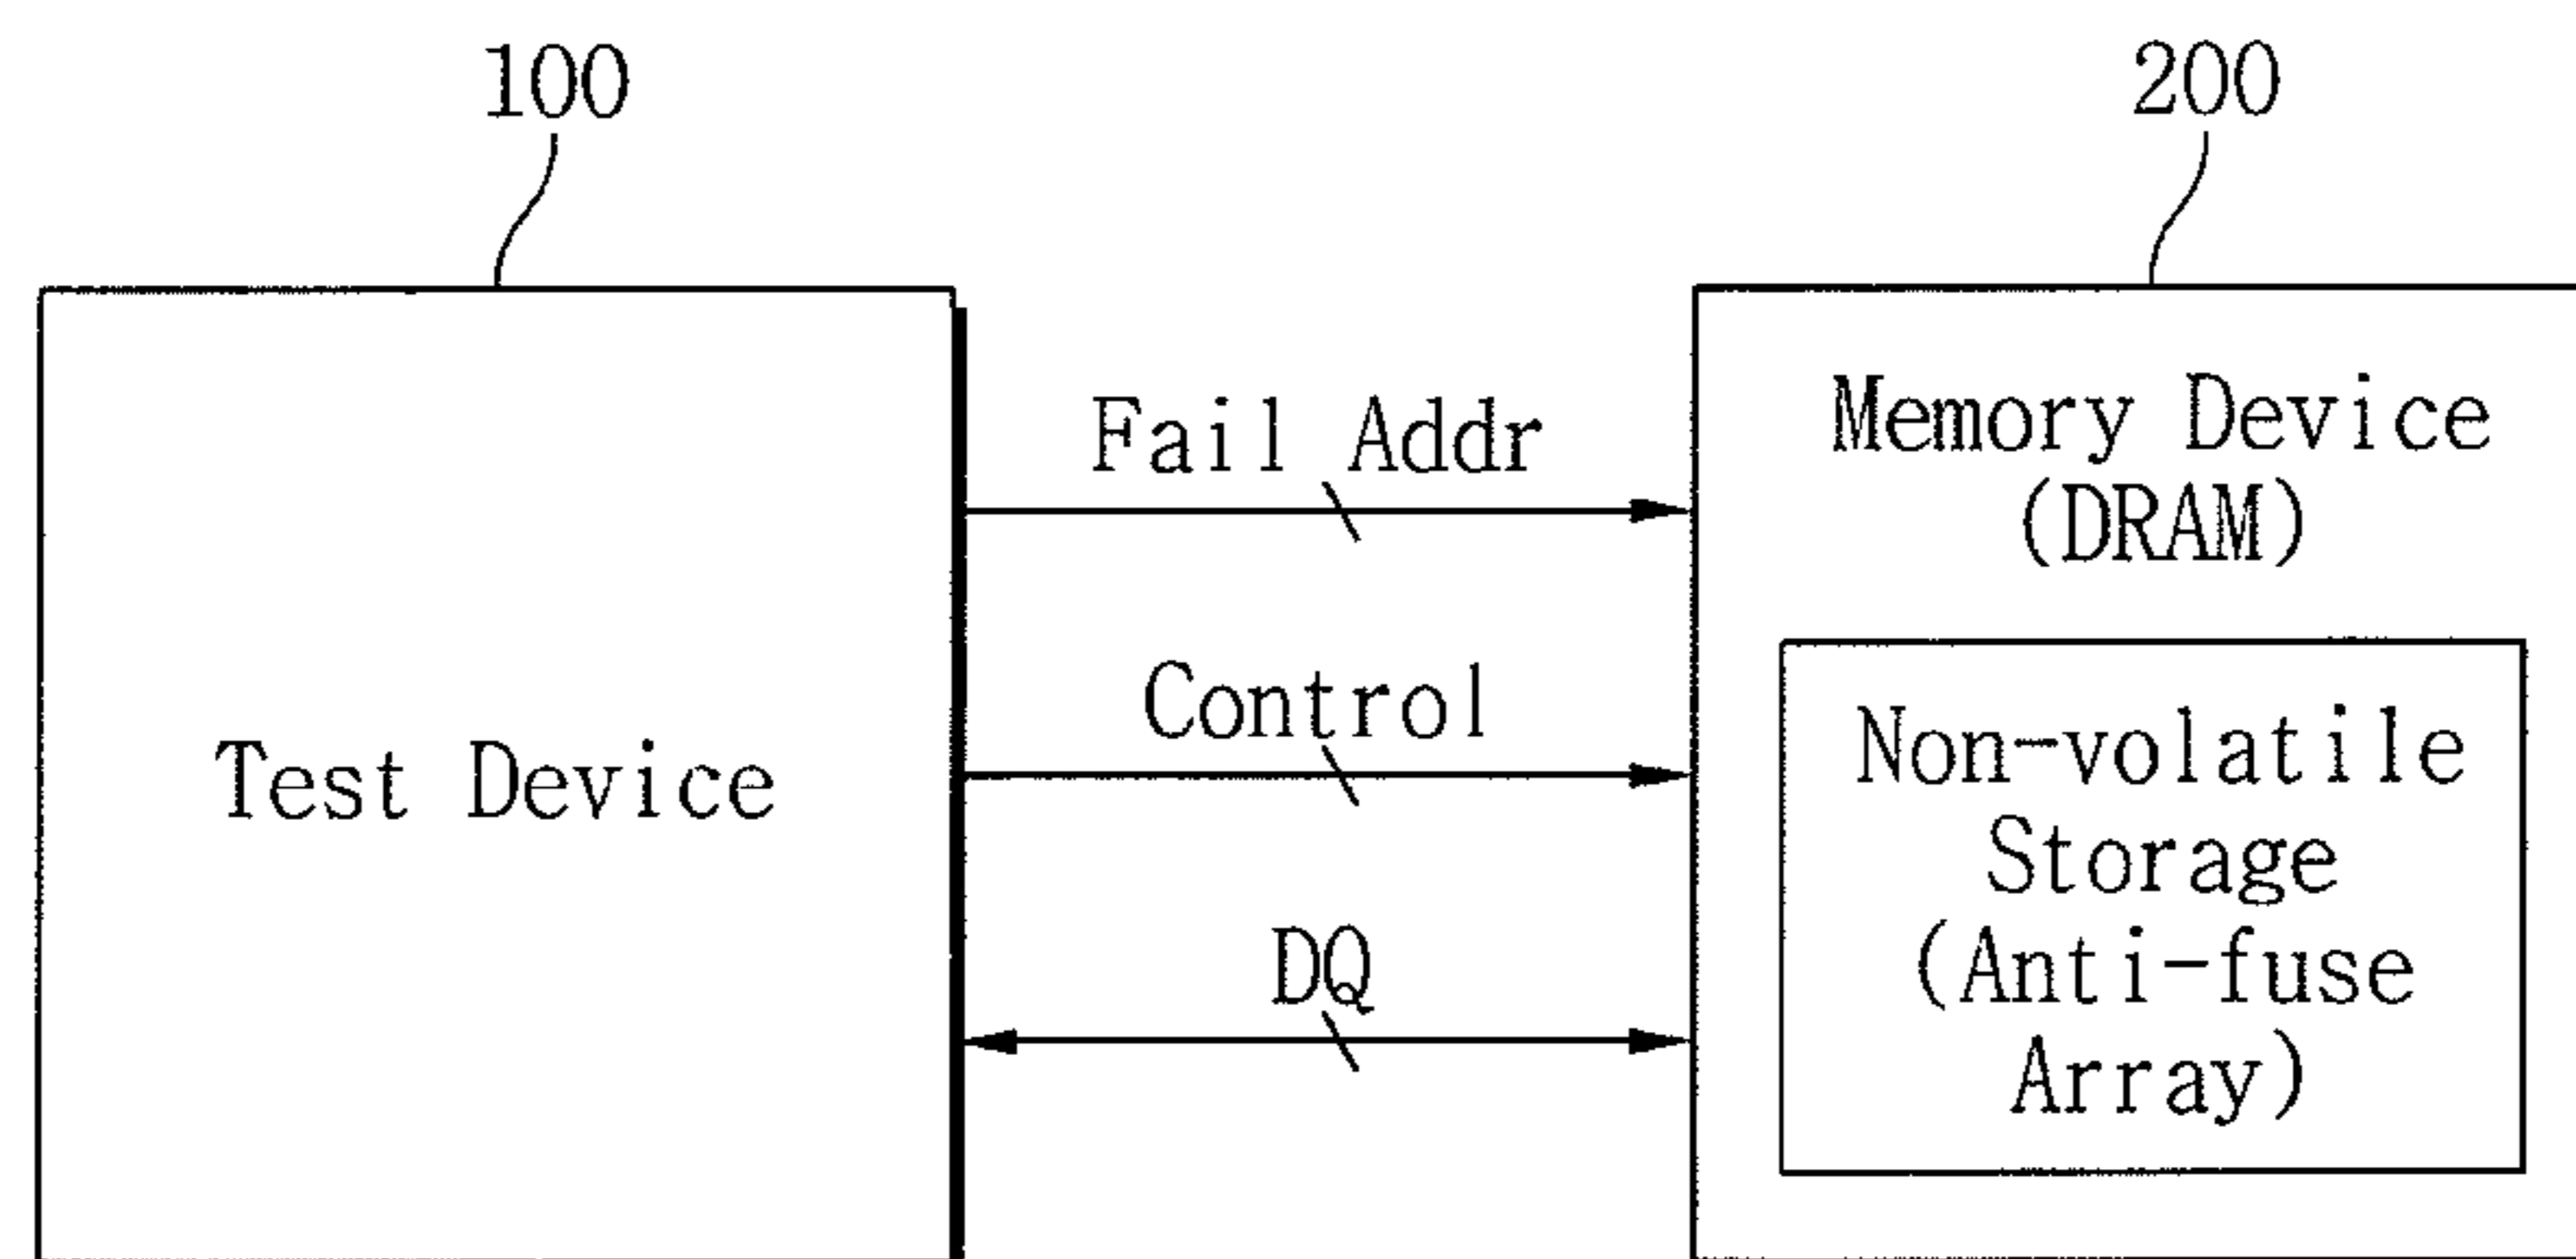 100
200
Test Device
Fail Addr
Control
DQ
Memory Device
(DRAM)
Non-volatile
Storage
(Anti-fuse
Array)